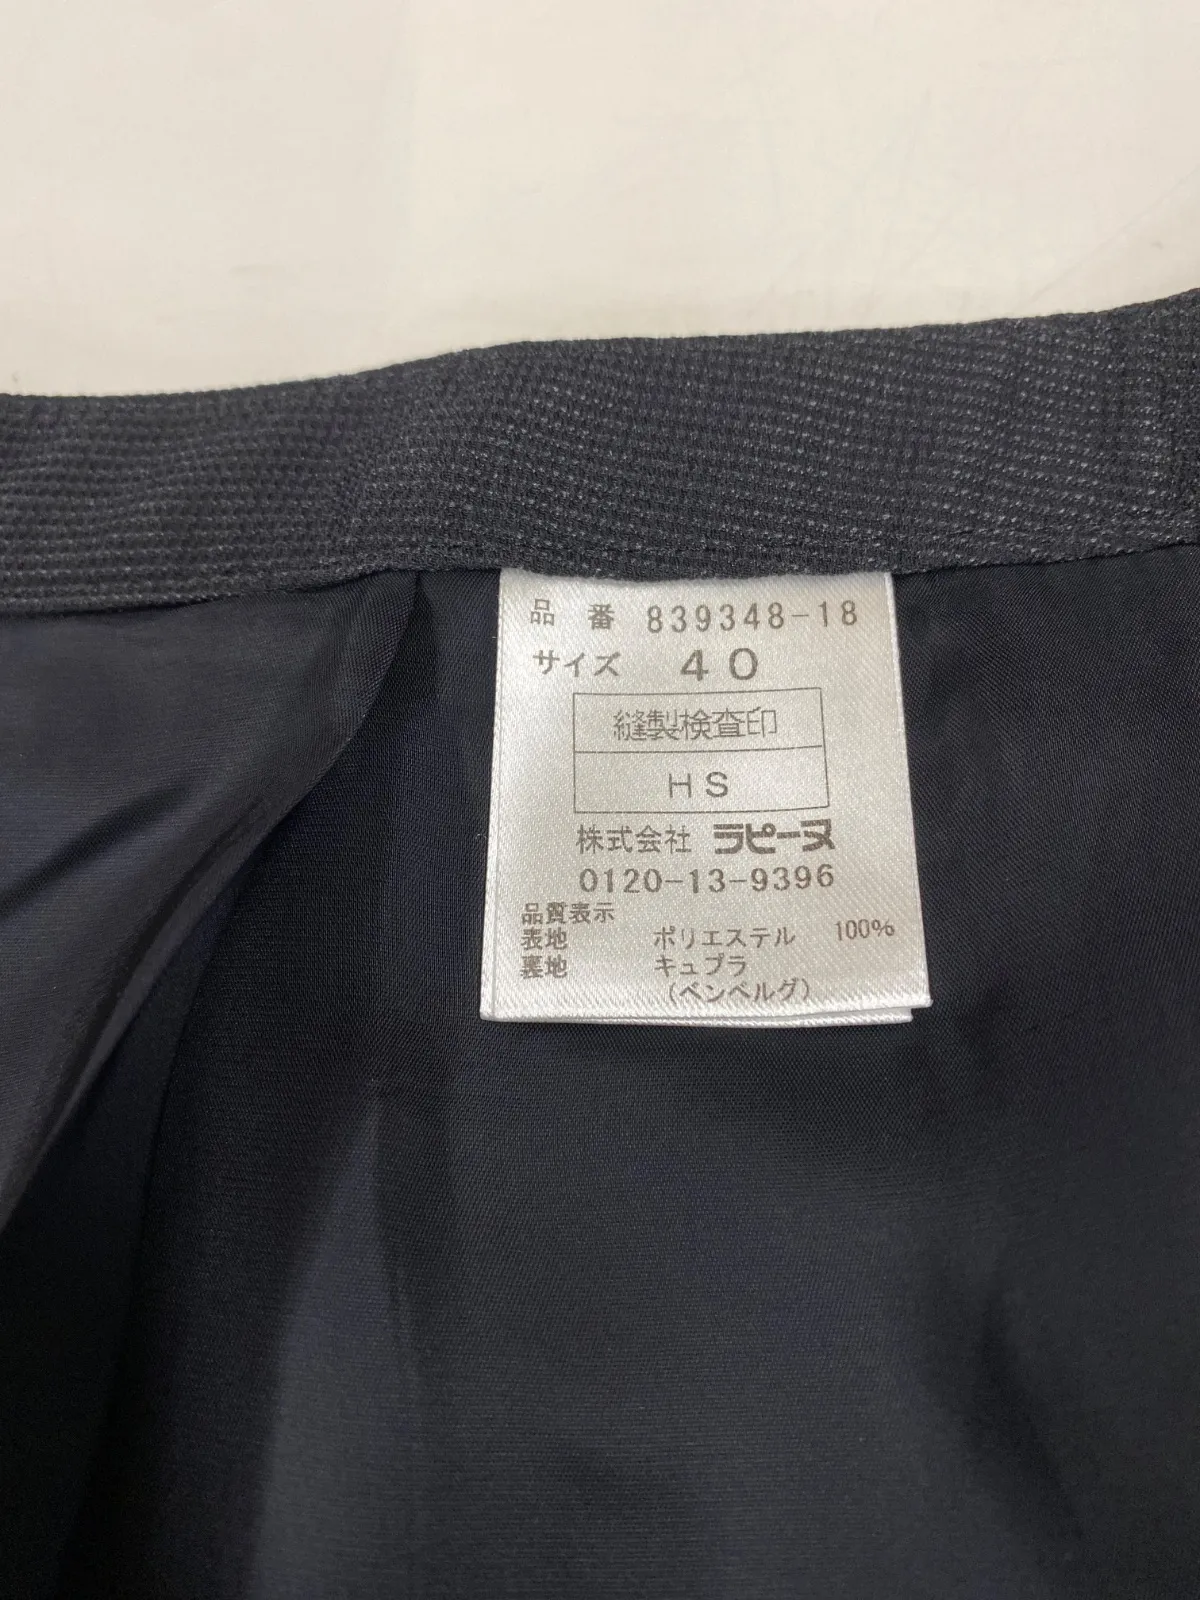 品番 839348-18
サイズ 40
縫製検査印
HS
株式会社 ラピーヌ
0120-13-9396
品質表示
表地 ポリエステル 100%
裏地 キュプラ
(ベンベルグ)